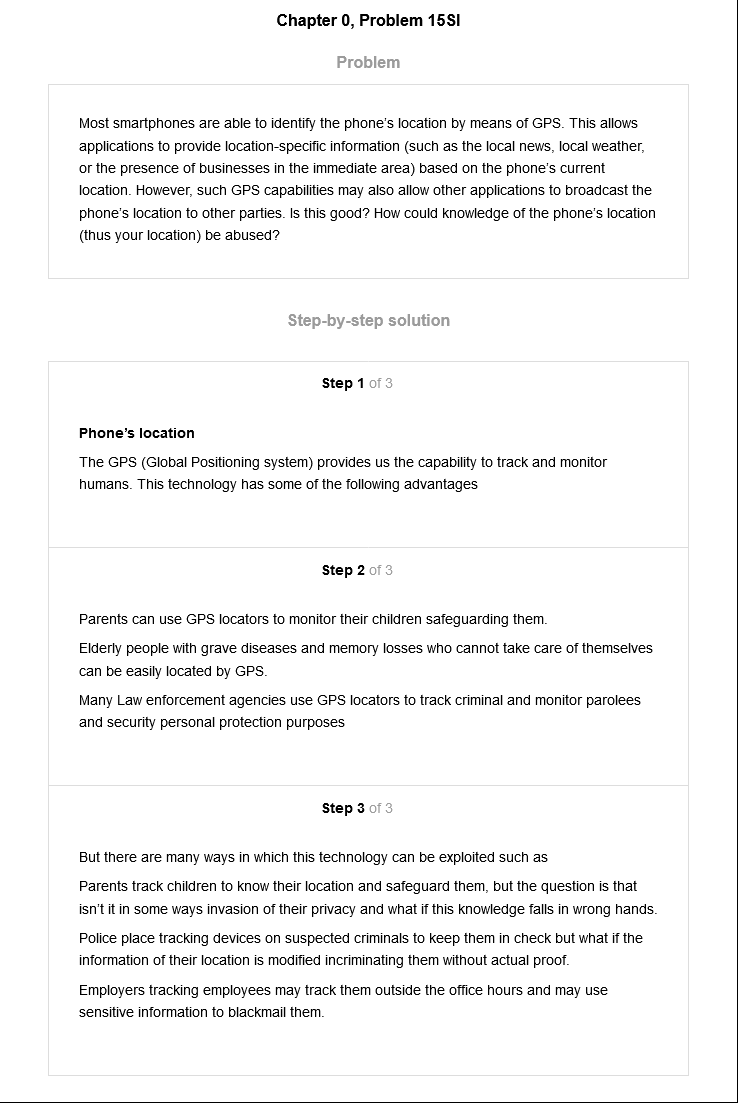 Chapter 0, Problem 15SI
Problem
Most smartphones are able to identify the phone’s location by means of GPS. This allows
applications to provide location-specific information (such as the local news, local weather,
or the presence of businesses in the immediate area) based on the phone’s current
location. However, such GPS capabilities may also allow other applications to broadcast the
phone’s location to other parties. Is this good? How could knowledge of the phone’s location
(thus your location) be abused?
Step-by-step solution
Step 1 of 3
Phone’s location
The GPS (Global Positioning system) provides us the capability to track and monitor
humans. This technology has some of the following advantages
Step 2 of 3
Parents can use GPS locators to monitor their children safeguarding them.
Elderly people with grave diseases and memory losses who cannot take care of themselves
can be easily located by GPS.
Many Law enforcement agencies use GPS locators to track criminal and monitor parolees
and security personal protection purposes
Step 3 of 3
But there are many ways in which this technology can be exploited such as
Parents track children to know their location and safeguard them, but the question is that
isn’t it in some ways invasion of their privacy and what if this knowledge falls in wrong hands.
Police place tracking devices on suspected criminals to keep them in check but what if the
information of their location is modified incriminating them without actual proof.
Employers tracking employees may track them outside the office hours and may use
sensitive information to blackmail them.